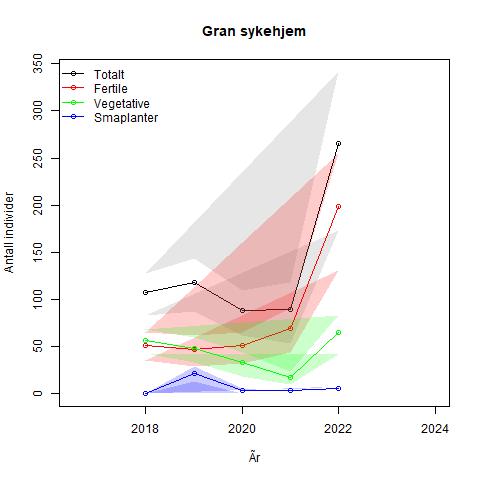 Gran sykehjem
Totalt
Fertile
Vegetative
Smaplanter
Antall individer
350
300
250
200
150
100
50
0
2018 2020 2022 2024
Ãr